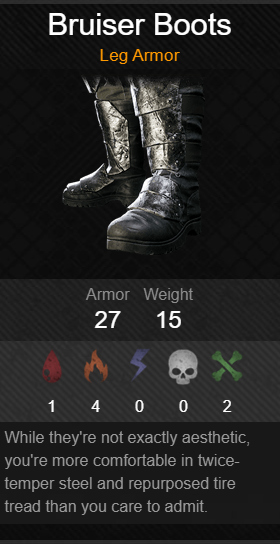 Bruiser Boots
Leg Armor
Armor Weight
27 15
1 4 0 0 2
While they're not exactly aesthetic,
you're more comfortable in twice-
temper steel and repurposed tire
tread than you care to admit.